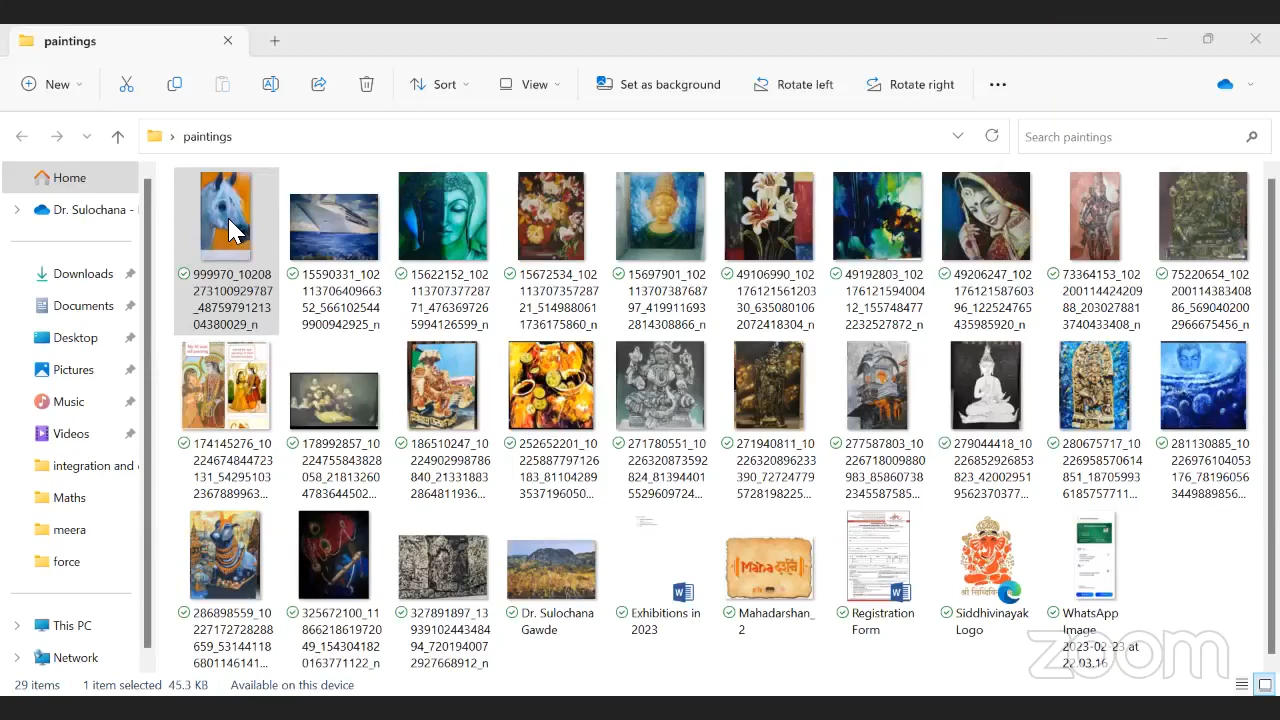 paintings
New
Sort
View
Set as background
Rotate left
Rotate right
paintings
Search paintings
Home
Dr. Sulochana -
Downloads
Documents
Desktop
Pictures
Music
Videos
integration and
Maths
meera
force
This PC
Network
999970_10208
273100929787
_48759791213
04380029_n
15590331_102
113706409663
52_566102544
9900942925_n
15622152_102
113707377287
71_476369726
5994126599_n
15672534_102
113707357287
21_514988061
1736175860_n
15697901_102
113707387687
97_419911693
2814308866_n
49106990_102
176121561203
30_635080106
2072418304_n
49192803_102
176121594004
12_155748477
2232527872_n
49206247_102
176121587603
96_122524765
435985920_n
73364153_102
200114424209
88_203027881
3740433408_n
75220654_102
200114383408
86_569040200
2966675456_n
174145276_10
224674844723
131_54295103
2367889963...
178992857_10
224755843828
058_21813260
4783644502...
186510247_10
224902998786
840_21331883
2864811936...
252652201_10
225887797126
183_81104289
3537196050...
271780551_10
226320873592
824_81394401
5529609724...
271940811_10
226320896233
390_72724779
5728198225...
277587803_10
226718009880
983_85860738
2345587585...
279044418_10
226852926853
823_42002951
9562370377...
280675717_10
226958570614
851_18705993
6185757711...
281130885_10
226976104053
176_78196056
3449889856...
286898559_10
227172728288
659_53144118
6801146141...
325672100_11
866218619720
49_154304182
0163771122_n
327891897_13
939102443484
94_720194007
2927668912_n
Dr. Sulochana
Gawde
Exhibitions in
2023
Mahadarshan_
2
Registration
Form
श्री सिद्धिविनायक
Siddhivinayak
Logo
WhatsApp
Image
2023-02-23 at
22.03.16
zoom
29 items
1 item selected 45.3 KB
Available on this device